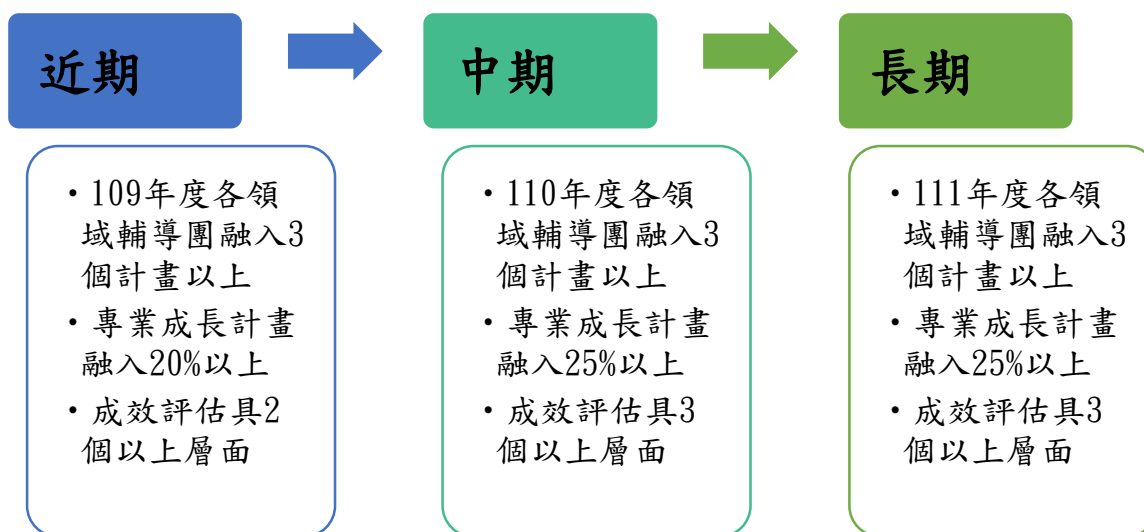 近期
・109年度各領
域輔導團融入3
個計畫以上
・專業成長計畫
融入20%以上
・成效評估具2
個以上層面
中期
・110年度各領
域輔導團融入3
個計畫以上
・專業成長計畫
融入25%以上
・成效評估具3
個以上層面
長期
・111年度各領
域輔導團融入3
個計畫以上
・專業成長計畫
融入25%以上
・成效評估具3
個以上層面